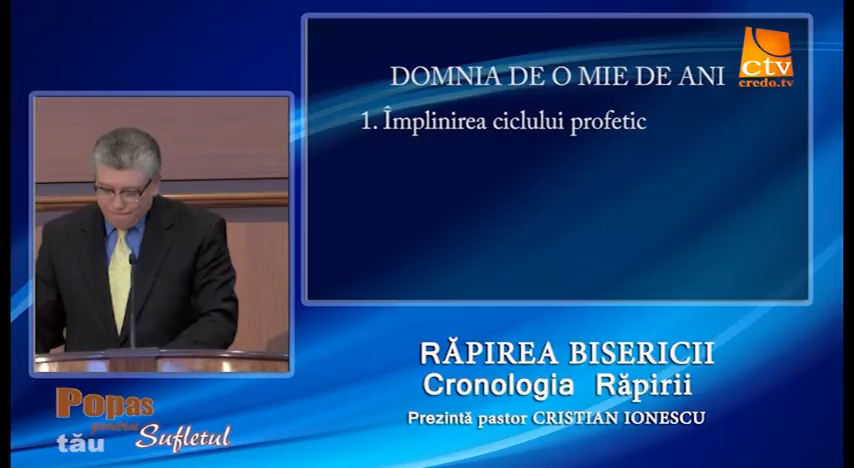 DOMNIA DE O MIE DE ANI
ctv
credo.tv
1. Împlinirea ciclului profetic
RĂPIREA BISERICII
Cronologia Răpirii
Prezintă pastor CRISTIAN IONESCU
Popas
pentru
Sufletul
tău